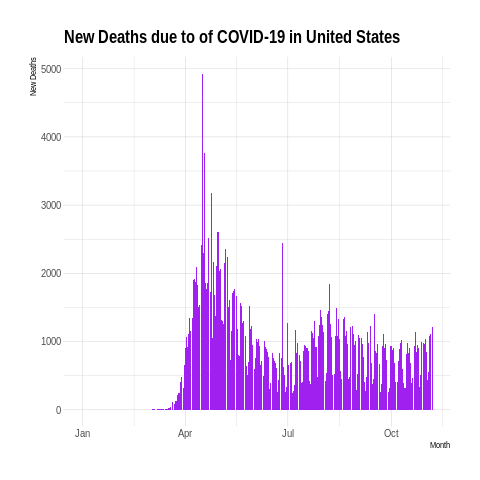 New Deaths due to of COVID-19 in United States
New Deaths
5000
4000
3000
2000
1000
0
Jan Apr Jul Oct
Month